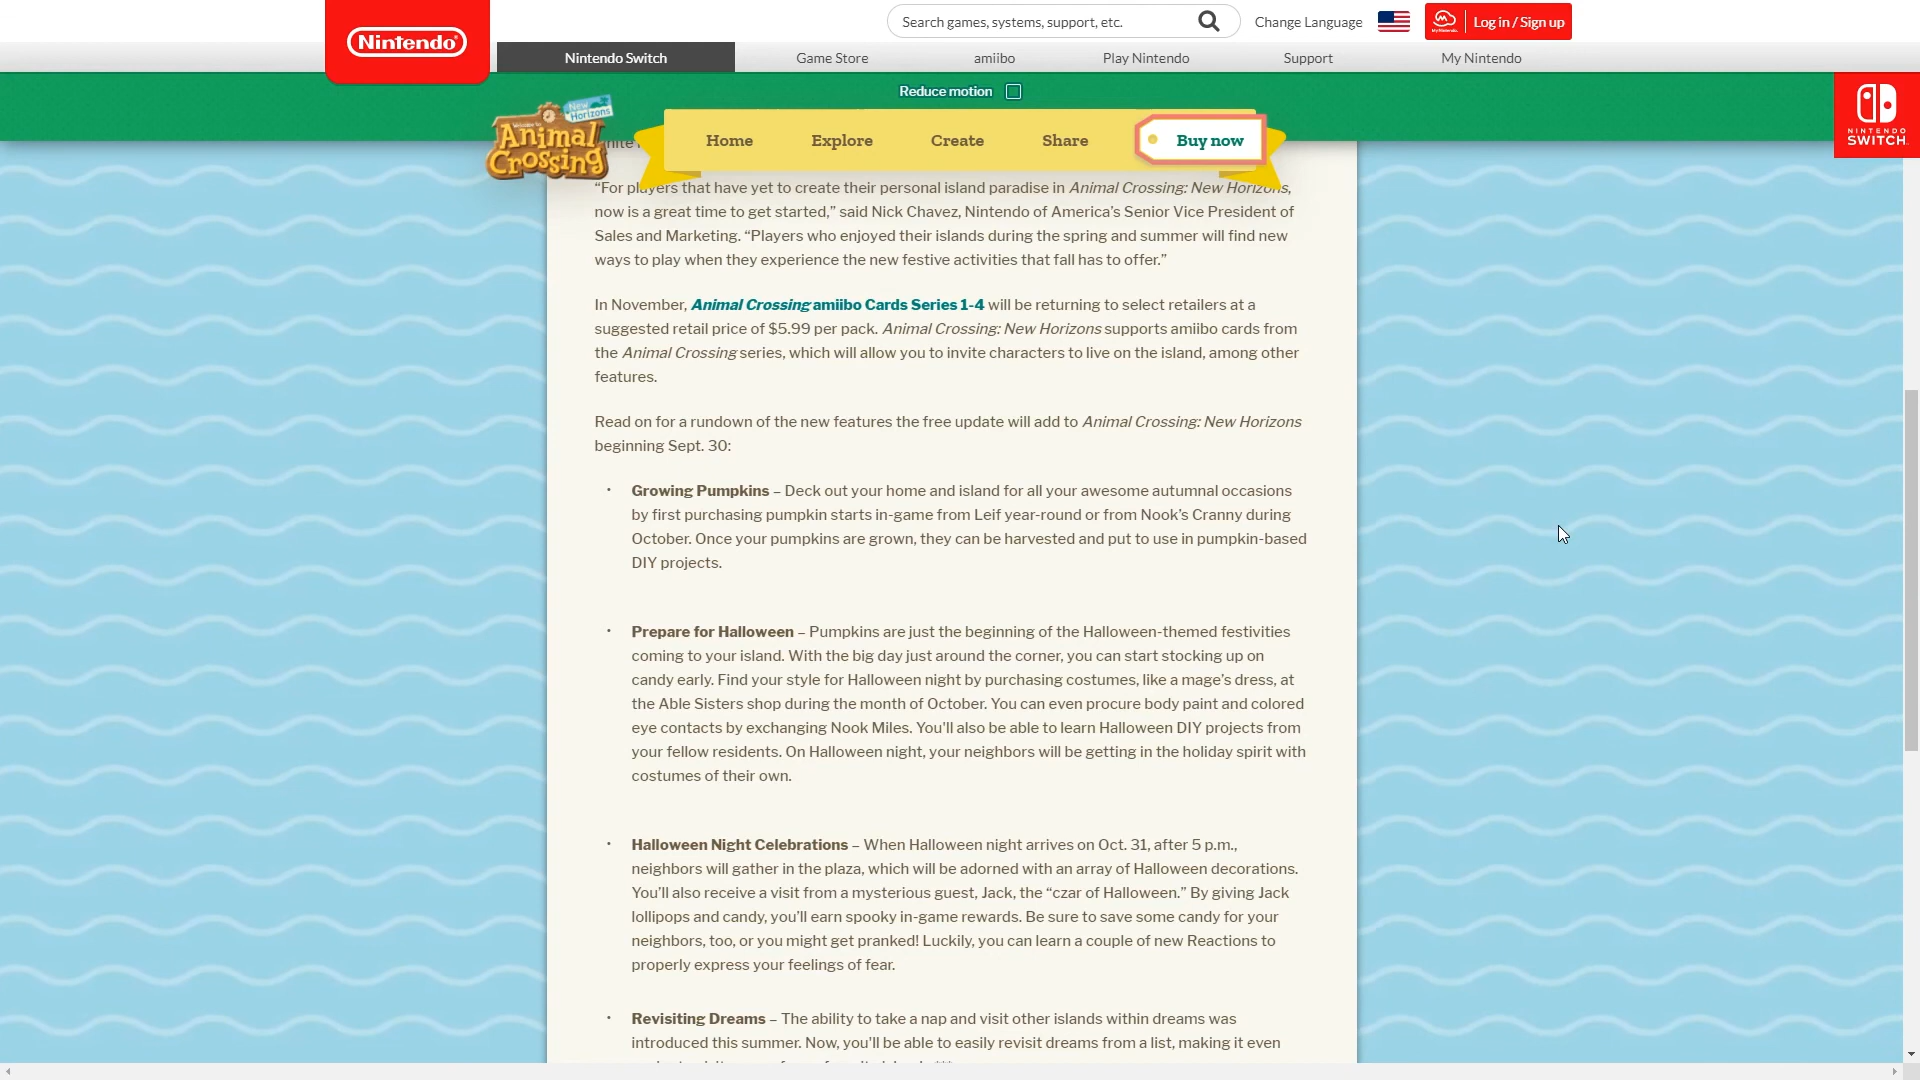 Search games, systems, support, etc.
Change Language
Log in / Sign up
Nintendo
Nintendo Switch
Game Store
amiibo
Play Nintendo
Support
My Nintendo
Reduce motion
New Horizons
Animal Crossing
Home
Explore
Create
Share
Buy now
NINTENDO SWITCH
“For players that have yet to create their personal island paradise in Animal Crossing: New Horizons,
now is a great time to get started,” said Nick Chavez, Nintendo of America’s Senior Vice President of
Sales and Marketing. “Players who enjoyed their islands during the spring and summer will find new
ways to play when they experience the new festive activities that fall has to offer.”
In November, Animal Crossing amiibo Cards Series 1-4 will be returning to select retailers at a
suggested retail price of $5.99 per pack. Animal Crossing: New Horizons supports amiibo cards from
the Animal Crossing series, which will allow you to invite characters to live on the island, among other
features.
Read on for a rundown of the new features the free update will add to Animal Crossing: New Horizons
beginning Sept. 30:
• Growing Pumpkins – Deck out your home and island for all your awesome autumnal occasions
by first purchasing pumpkin starts in-game from Leif year-round or from Nook’s Cranny during
October. Once your pumpkins are grown, they can be harvested and put to use in pumpkin-based
DIY projects.
• Prepare for Halloween – Pumpkins are just the beginning of the Halloween-themed festivities
coming to your island. With the big day just around the corner, you can start stocking up on
candy early. Find your style for Halloween night by purchasing costumes, like a mage’s dress, at
the Able Sisters shop during the month of October. You can even procure body paint and colored
eye contacts by exchanging Nook Miles. You'll also be able to learn Halloween DIY projects from
your fellow residents. On Halloween night, your neighbors will be getting in the holiday spirit with
costumes of their own.
• Halloween Night Celebrations – When Halloween night arrives on Oct. 31, after 5 p.m.,
neighbors will gather in the plaza, which will be adorned with an array of Halloween decorations.
You’ll also receive a visit from a mysterious guest, Jack, the “czar of Halloween.” By giving Jack
lollipops and candy, you’ll earn spooky in-game rewards. Be sure to save some candy for your
neighbors, too, or you might get pranked! Luckily, you can learn a couple of new Reactions to
properly express your feelings of fear.
• Revisiting Dreams – The ability to take a nap and visit other islands within dreams was
introduced this summer. Now, you’ll be able to easily revisit dreams from a list, making it even